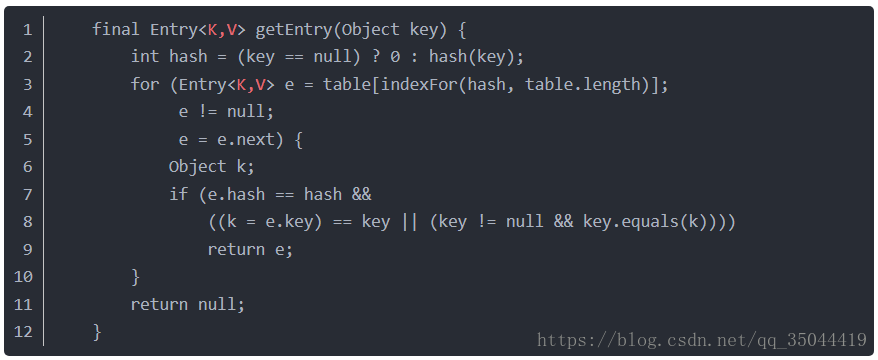 1 final Entry<K,V> getEntry(Object key) {
2 int hash = (key == null) ? 0 : hash(key);
3 for (Entry<K,V> e = table[indexFor(hash, table.length)];
4 e != null;
5 e = e.next) {
6 Object k;
7 if (e.hash == hash &&
8 ((k = e.key) == key || (key != null && key.equals(k))))
9 return e;
10 }
11 return null;
12 }
https://blog.csdn.net/qq_35044419